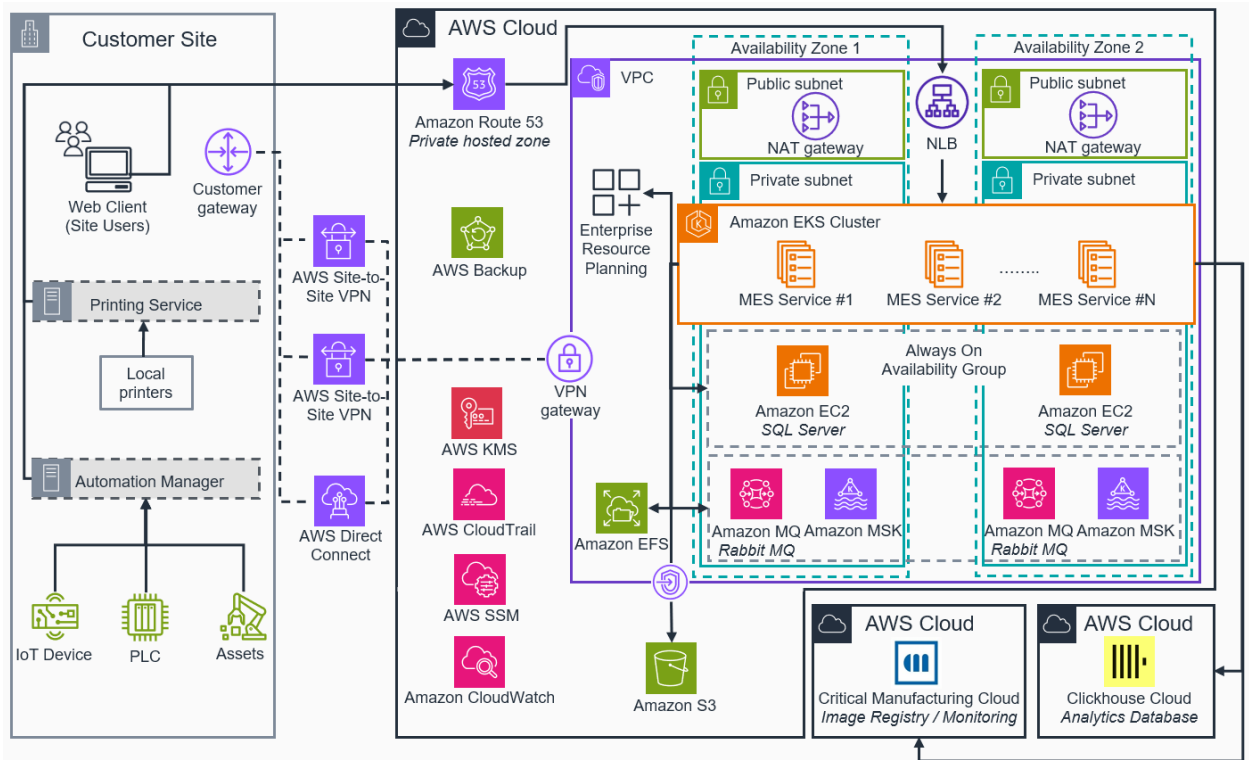 Customer Site
Web Client
(Site Users)
Customer
gateway
Printing Service
Local
printers
Automation Manager
IoT Device
PLC
Assets
AWS Site-to-
Site VPN
AWS Site-to-
Site VPN
AWS Direct
Connect
AWS Cloud
53
Amazon Route 53
Private hosted zone
AWS Backup
AWS KMS
AWS CloudTrail
AWS SSM
Amazon CloudWatch
VPC
VPN
gateway
Enterprise
Resource
Planning
Amazon EFS
Amazon S3
Availability Zone 1
Public subnet
NAT gateway
Private subnet
NLB
Availability Zone 2
Public subnet
NAT gateway
Private subnet
K
Amazon EKS Cluster
MES Service #1
MES Service #2
........
MES Service #N
Always On
Availability Group
Amazon EC2
SQL Server
Amazon EC2
SQL Server
Amazon MQ
Rabbit MQ
K
Amazon MSK
Amazon MQ
Rabbit MQ
K
Amazon MSK
AWS Cloud
Critical Manufacturing Cloud
Image Registry / Monitoring
AWS Cloud
Clickhouse Cloud
Analytics Database